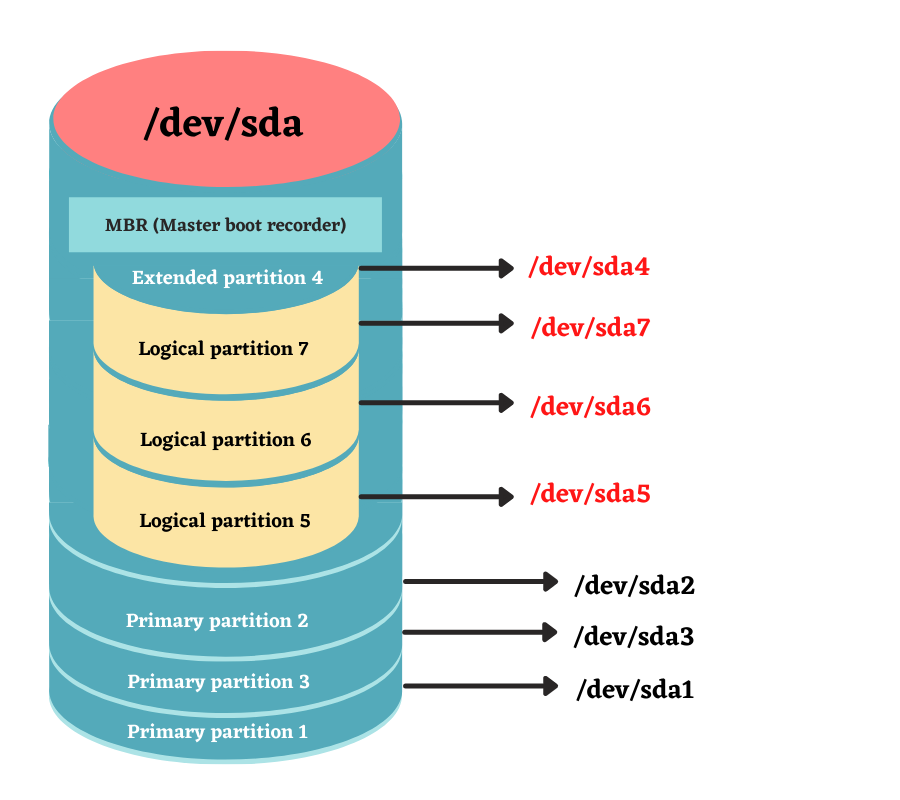 /dev/sda
MBR (Master boot recorder)
Extended partition 4
/dev/sda4
Logical partition 7
/dev/sda7
Logical partition 6
/dev/sda6
Logical partition 5
/dev/sda5
/dev/sda2
Primary partition 2
/dev/sda3
Primary partition 3
/dev/sda1
Primary partition 1